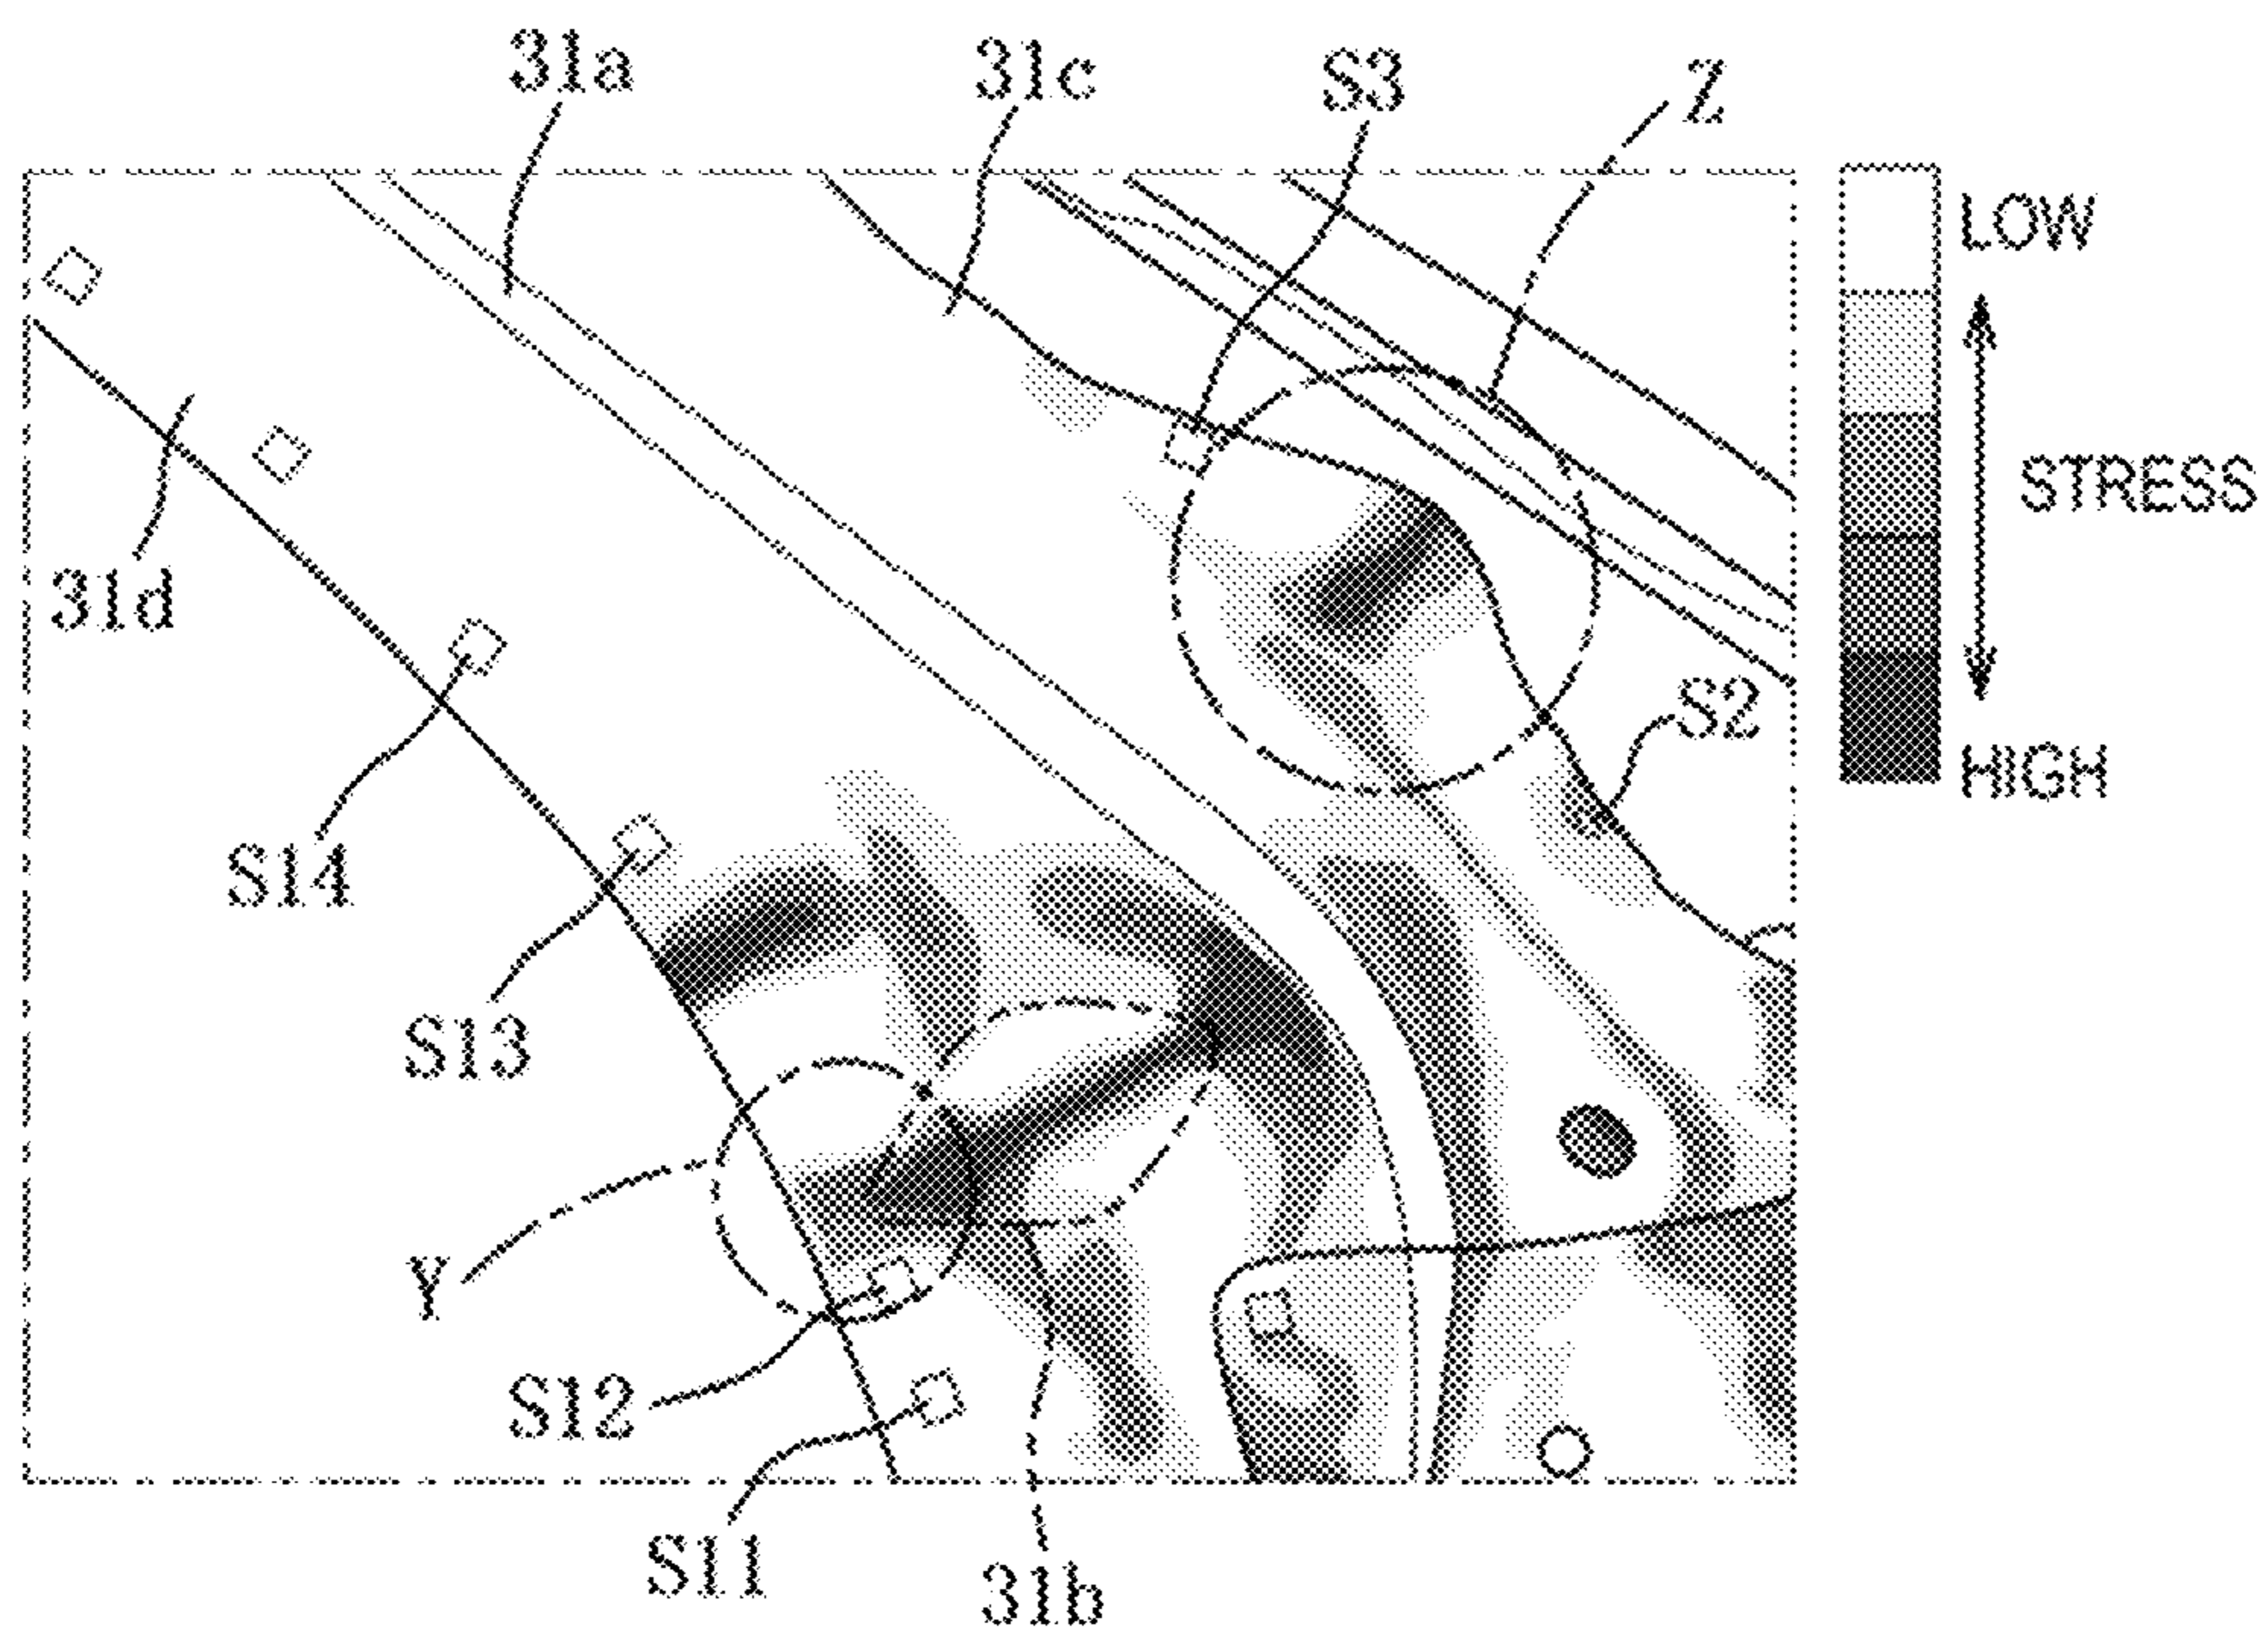 31a
31c
S3
Z
LOW
STRESS
31d
S2
HIGH
S14
S13
Y
S12
S11
31b